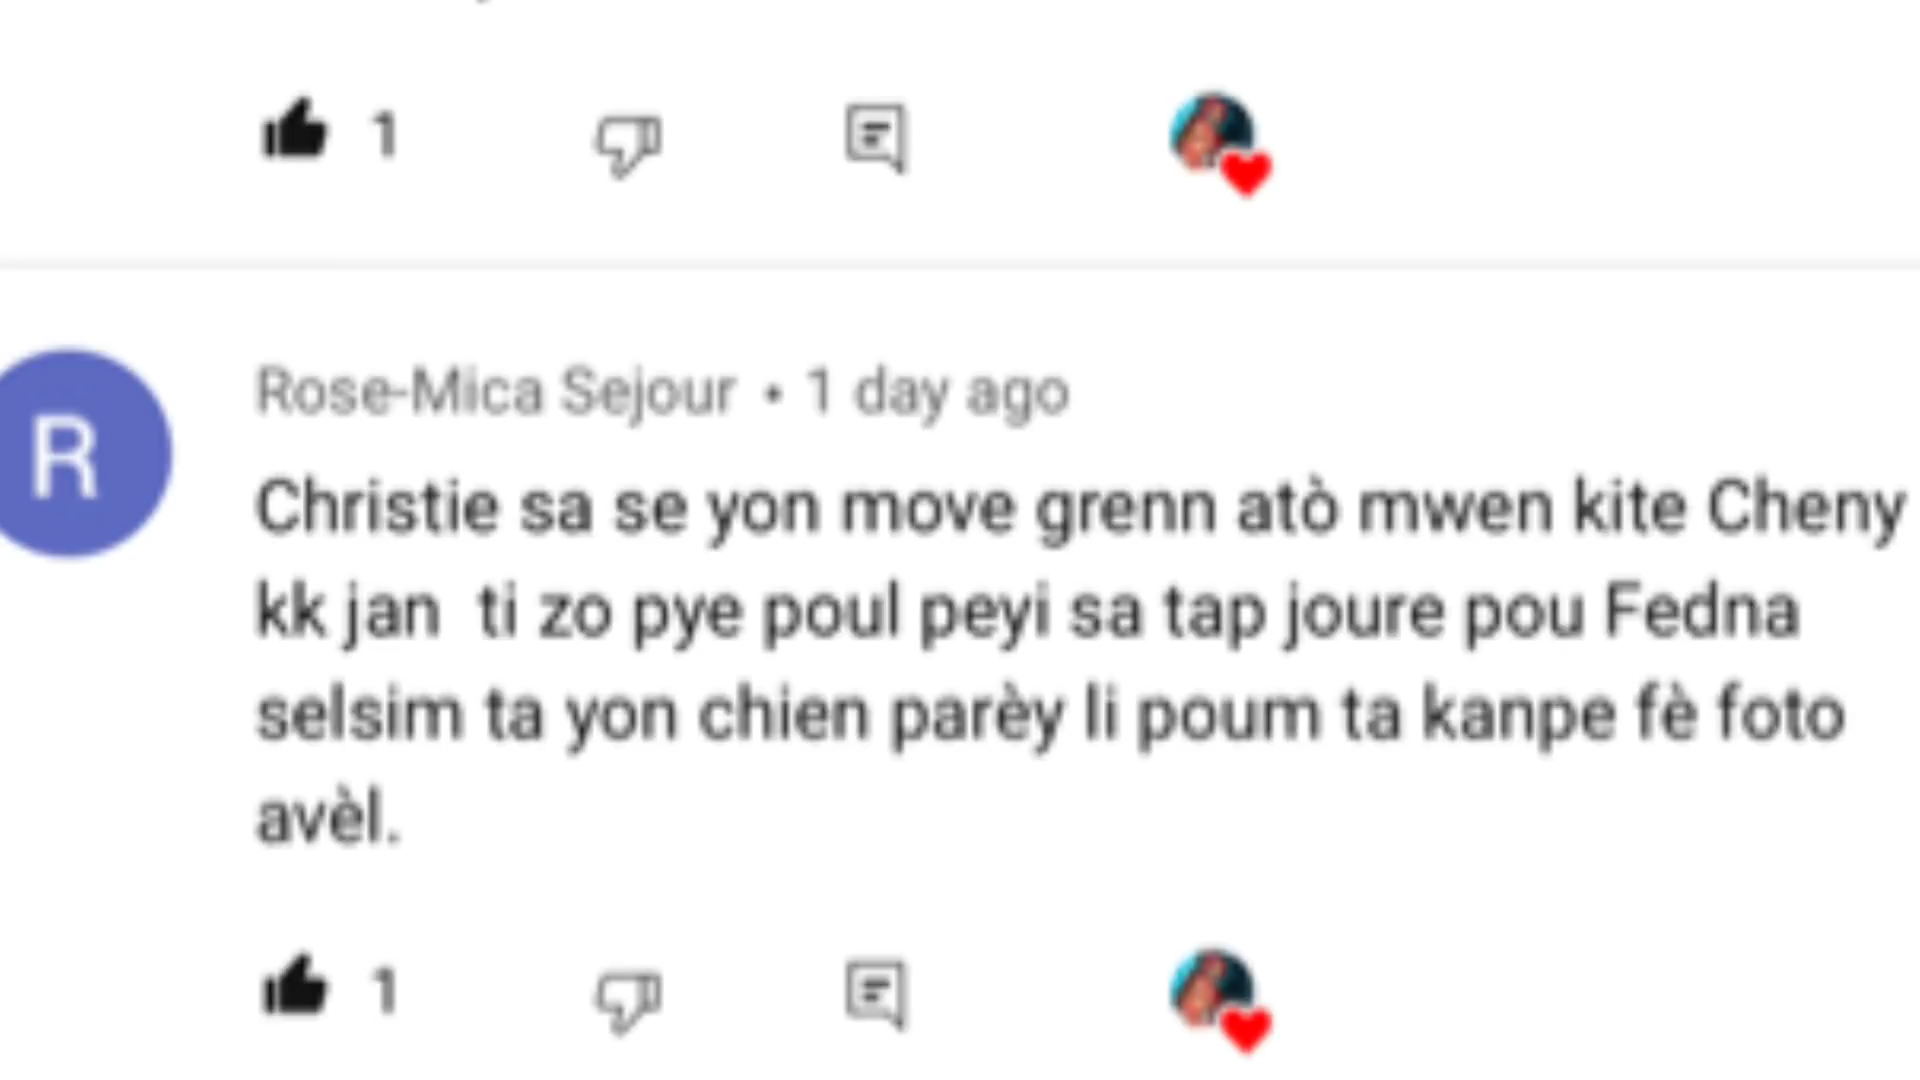 1
R
Rose-Mica Sejour • 1 day ago
Christie sa se yon move grenn atò mwen kite Cheny
kk jan ti zo pye poul peyi sa tap joure pou Fedna
selsim ta yon chien parèy li poum ta kanpe fè foto
avèl.
1